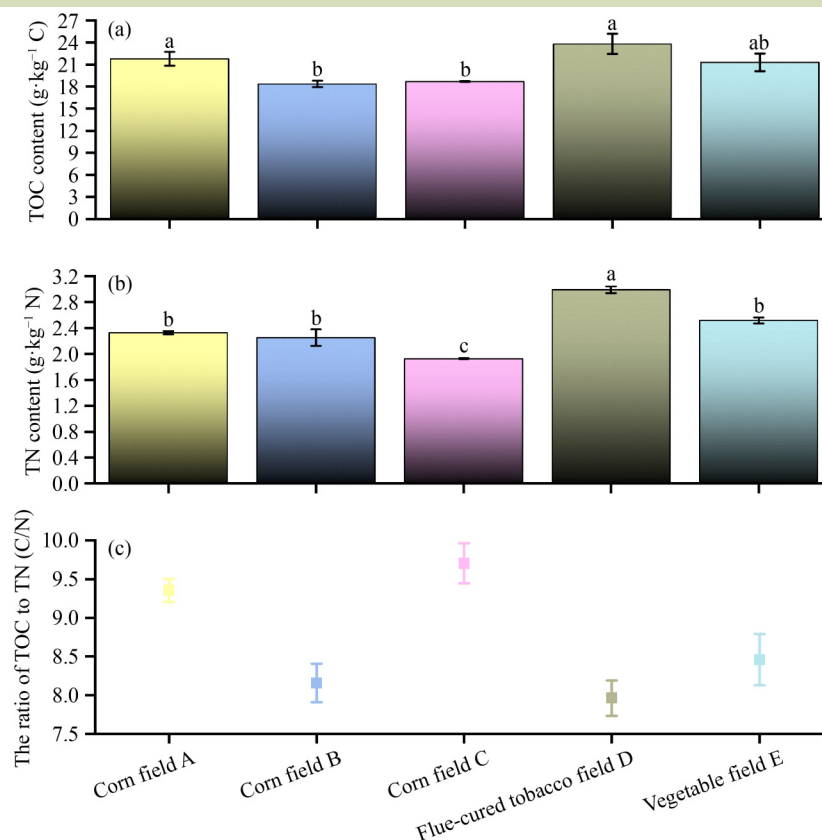 (a)
TOC content (g·kg⁻¹ C)
27
24
21
18
15
12
9
6
3
0
a
b
b
a
ab
(b)
TN content (g·kg⁻¹ N)
3.2
2.8
2.4
2.0
1.6
1.2
0.8
0.4
0.0
b
b
c
a
b
(c)
The ratio of TOC to TN (C/N)
10.0
9.5
9.0
8.5
8.0
7.5
Corn field A
Corn field B
Corn field C
Flue-cured tobacco field D
Vegetable field E